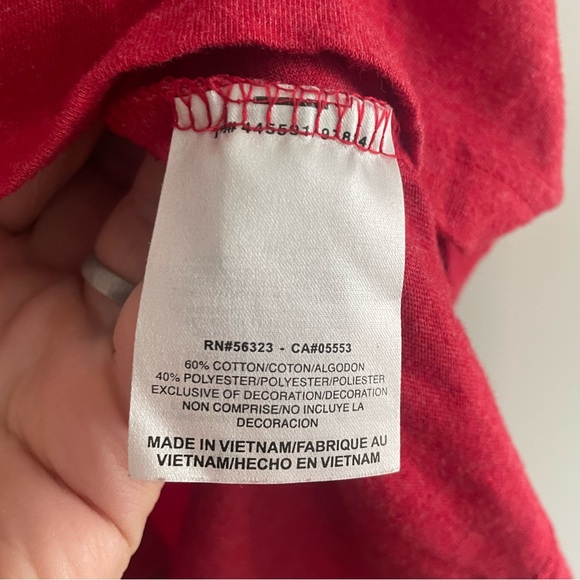 RN#56323 - CA#05553
60% COTTON/COTON/ALGODON
40% POLYESTER/POLYESTER/POLIESTER
EXCLUSIVE OF DECORATION/DECORATION
NON COMPRISE/NO INCLUYE LA
DECORACION
MADE IN VIETNAM/FABRIQUE AU
VIETNAM/HECHO EN VIETNAM